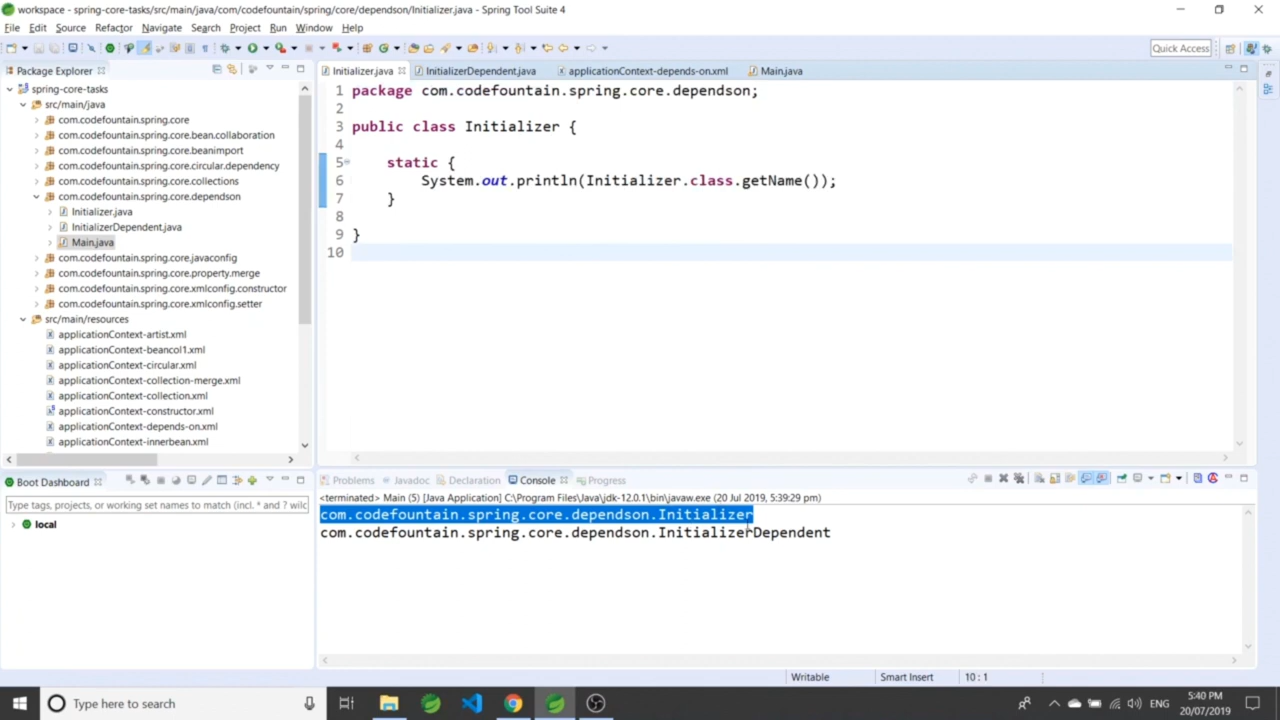 workspace - spring-core-tasks/src/main/java/com/codefountain/spring/core/dependson/Initializer.java - Spring Tool Suite 4
File Edit Source Refactor Navigate Search Project Run Window Help
Quick Access
Package Explorer
spring-core-tasks
src/main/java
com.codefountain.spring.core
com.codefountain.spring.core.bean.collaboration
com.codefountain.spring.core.beanimport
com.codefountain.spring.core.circular.dependency
com.codefountain.spring.core.collections
com.codefountain.spring.core.dependson
Initializer.java
InitializerDependent.java
Main.java
com.codefountain.spring.core.javaconfig
com.codefountain.spring.core.property.merge
com.codefountain.spring.core.xmlconfig.constructor
com.codefountain.spring.core.xmlconfig.setter
src/main/resources
applicationContext-artist.xml
applicationContext-beancol1.xml
applicationContext-circular.xml
applicationContext-collection-merge.xml
applicationContext-collection.xml
applicationContext-constructor.xml
applicationContext-depends-on.xml
applicationContext-innerbean.xml
Initializer.java InitializerDependent.java applicationContext-depends-on.xml Main.java
1 package com.codefountain.spring.core.dependson;
2
3 public class Initializer {
4
5 static {
6 System.out.println(Initializer.class.getName());
7 }
8
9 }
10
Boot Dashboard
Type tags, projects, or working set names to match (incl. * and ? wilc
local
Problems Javadoc Declaration Console Progress
<terminated> Main (5) [Java Application] C:\Program Files\Java\jdk-12.0.1\bin\javaw.exe (20 Jul 2019, 5:39:29 pm)
com.codefountain.spring.core.dependson.Initializer
com.codefountain.spring.core.dependson.InitializerDependent
Writable Smart Insert 10 : 1
Type here to search
ENG
5:40 PM
20/07/2019